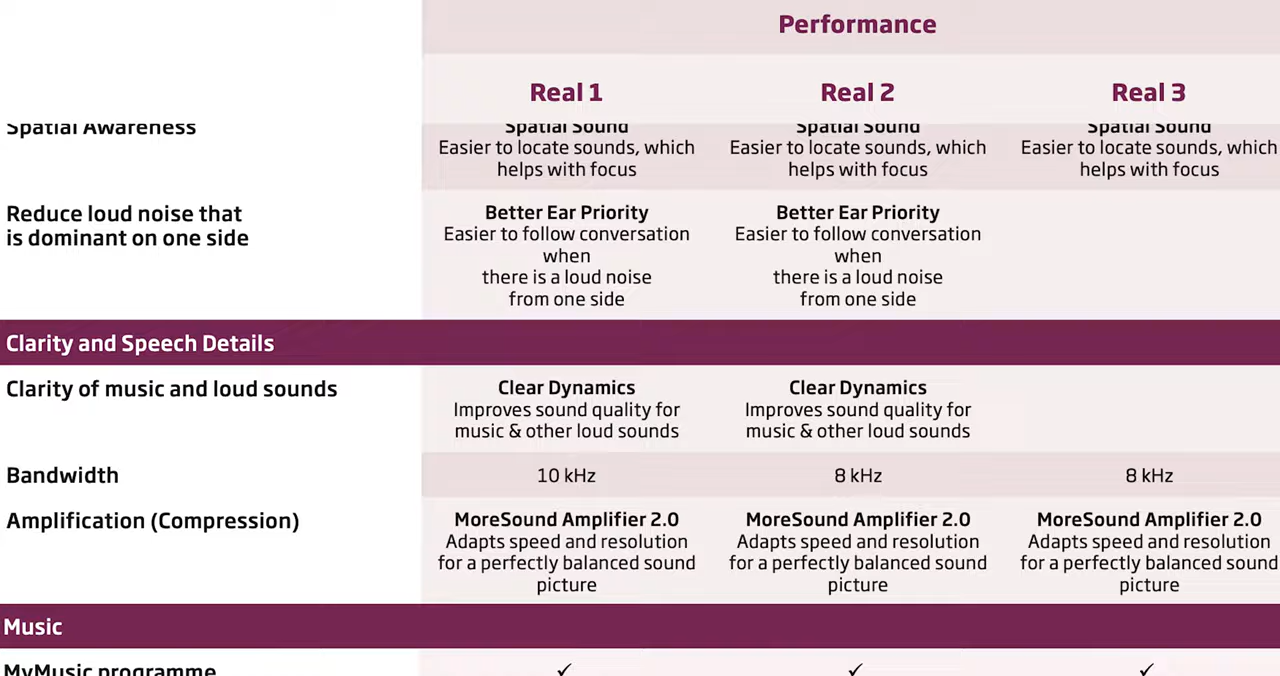 Performance
Real 1 Real 2 Real 3
Spatial Awareness
Spatial Sound Spatial Sound Spatial Sound
Easier to locate sounds, which Easier to locate sounds, which Easier to locate sounds, which
helps with focus helps with focus helps with focus
Reduce loud noise that
is dominant on one side
Better Ear Priority Better Ear Priority
Easier to follow conversation Easier to follow conversation
when when
there is a loud noise there is a loud noise
from one side from one side
Clarity and Speech Details
Clarity of music and loud sounds
Clear Dynamics Clear Dynamics
Improves sound quality for Improves sound quality for
music & other loud sounds music & other loud sounds
Bandwidth 10 kHz 8 kHz 8 kHz
Amplification (Compression)
MoreSound Amplifier 2.0 MoreSound Amplifier 2.0 MoreSound Amplifier 2.0
Adapts speed and resolution Adapts speed and resolution Adapts speed and resolution
for a perfectly balanced sound for a perfectly balanced sound for a perfectly balanced sound
picture picture picture
Music
MyMusic programme ✓ ✓ ✓